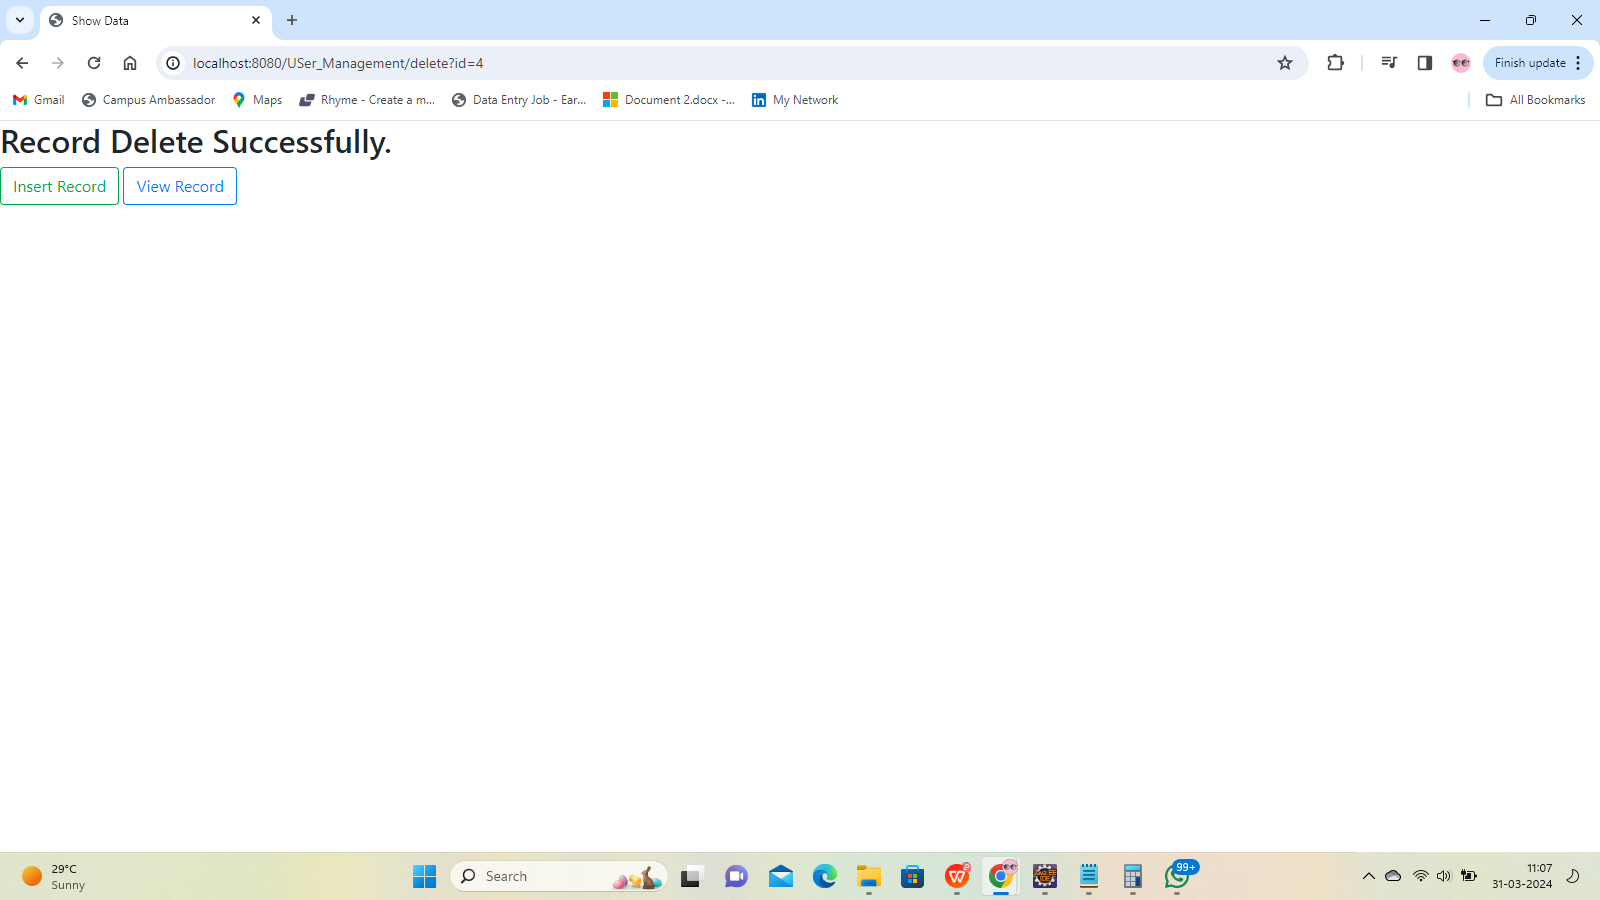 Show Data
localhost:8080/USer_Management/delete?id=4
Finish update
Gmail
Campus Ambassador
Maps
Rhyme - Create a m...
Data Entry Job - Ear...
Document 2.docx -...
My Network
All Bookmarks
Record Delete Successfully.
Insert Record
View Record
29°C
Sunny
Search
99+
11:07
31-03-2024